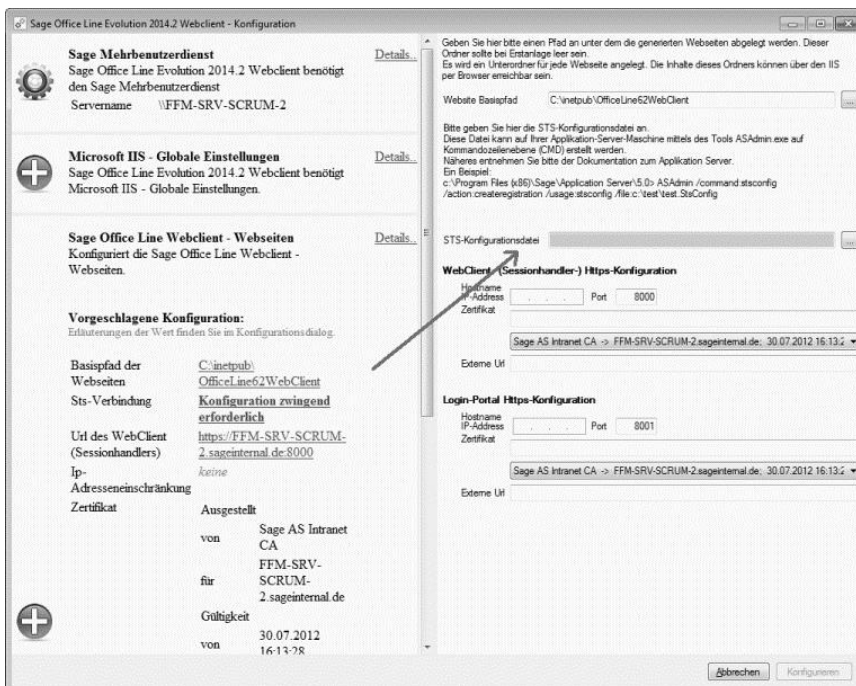 Sage Office Line Evolution 2014.2 Webclient - Konfiguration
Sage Mehrbenutzerdienst
Details..
Sage Office Line Evolution 2014.2 Webclient benötigt
den Sage Mehrbenutzerdienst
Servername \\FFM-SRV-SCRUM-2
Microsoft IIS - Globale Einstellungen
Details..
Sage Office Line Evolution 2014.2 Webclient benötigt
Microsoft IIS - Globale Einstellungen.
Sage Office Line Webclient - Webseiten
Details..
Konfiguriert die Sage Office Line Webclient -
Webseiten.
Vorgeschlagene Konfiguration:
Erläuterungen der Wert finden Sie im Konfigurationsdialog.
Basispfad der C:\inetpub\
Webseiten OfficeLine62WebClient
Sts-Verbindung Konfiguration zwingend
erforderlich
Url des WebClient https://FFM-SRV-SCRUM-
(Sessionhandlers) 2.sageinternal.de:8000
Ip- keine
Adresseneinschränkung
Zertifikat Ausgestellt
von Sage AS Intranet
CA
FFM-SRV-
für SCRUM-
2.sageinternal.de
Gültigkeit
von 30.07.2012
16:13:28
Geben Sie hier bitte einen Pfad an unter dem die generierten Webseiten abgelegt werden. Dieser
Ordner sollte bei Erstanlage leer sein.
Es wird ein Unterordner für jede Webseite angelegt. Die Inhalte dieses Ordners können über den IIS
per Browser erreichbar sein.
Website Basispfad C:\inetpub\OfficeLine62WebClient ...
Bitte geben Sie hier die STS-Konfigurationsdatei an.
Diese Datei kann auf Ihrer Applikation-Server-Maschine mittels des Tools ASAdmin.exe auf
Kommandozeilenebene (CMD) erstellt werden.
Näheres entnehmen Sie bitte der Dokumentation zum Applikation Server.
Ein Beispiel:
c:\Program Files (x86)\Sage\Application Server\5.0> ASAdmin /command:stsconfig
/action:createregistration /usage:stsconfig /file:c:\test\test.StsConfig
STS-Konfigurationsdatei ...
WebClient- (Sessionhandler-) Https-Konfiguration
Hostname
IP-Address . . . Port 8000
Zertifikat
Sage AS Intranet CA -> FFM-SRV-SCRUM-2.sageinternal.de; 30.07.2012 16:13:2
Externe Url
Login-Portal Https-Konfiguration
Hostname
IP-Address . . . Port 8001
Zertifikat
Sage AS Intranet CA -> FFM-SRV-SCRUM-2.sageinternal.de; 30.07.2012 16:13:2
Externe Url
Abbrechen Konfigurieren